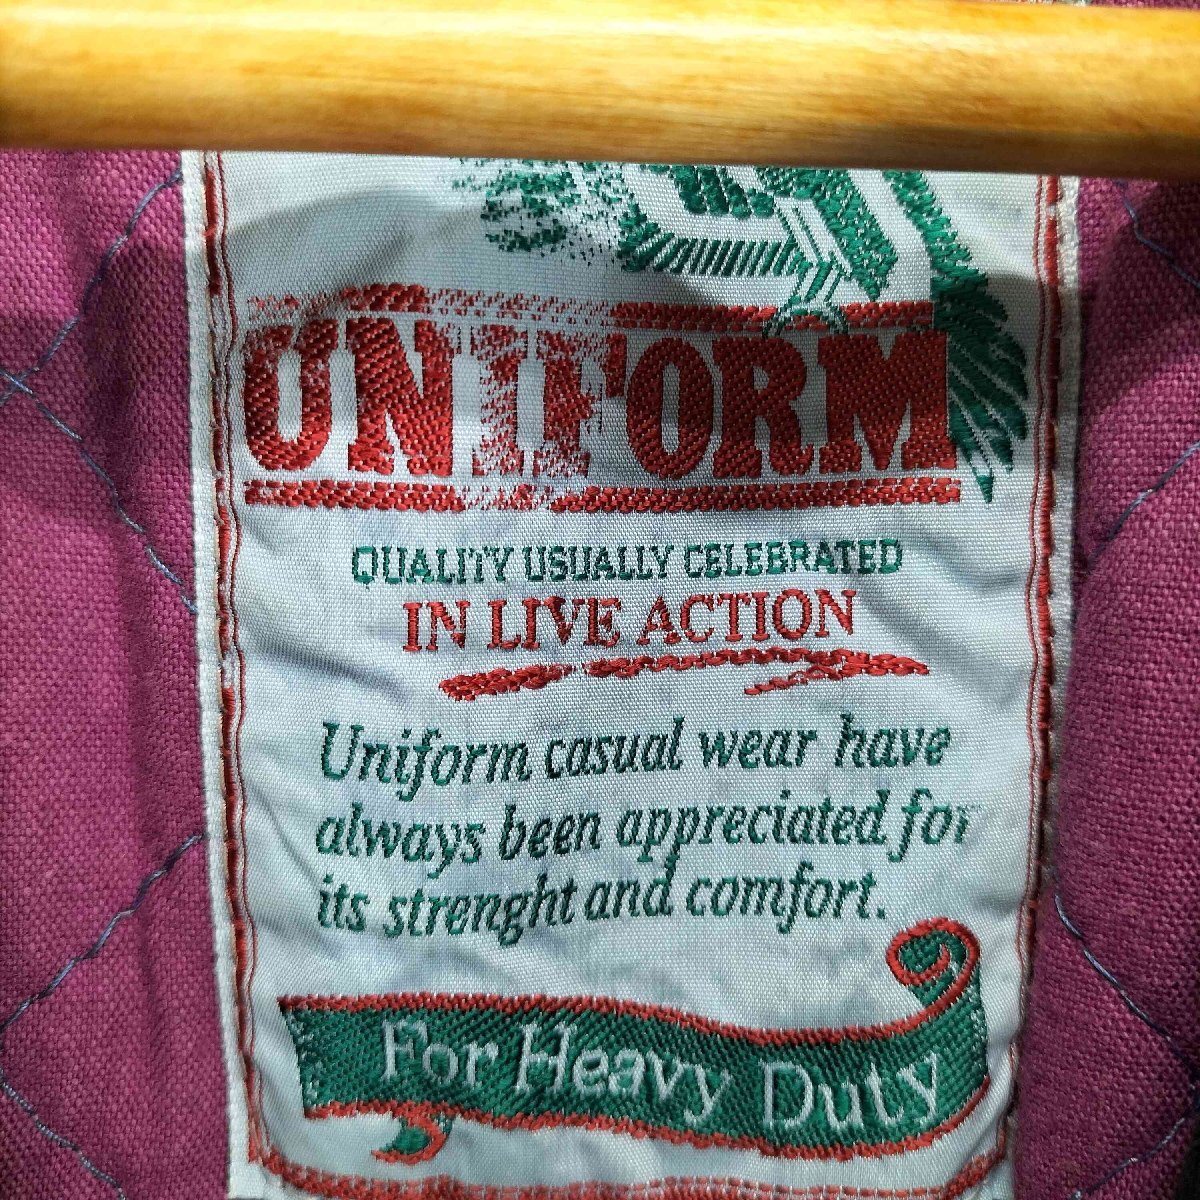 UNIFORM
QUALITY USUALLY CELEBRATED
IN LIVE ACTION
Uniform casual wear have
always been appreciated for
its strenght and comfort.
For Heavy Duty